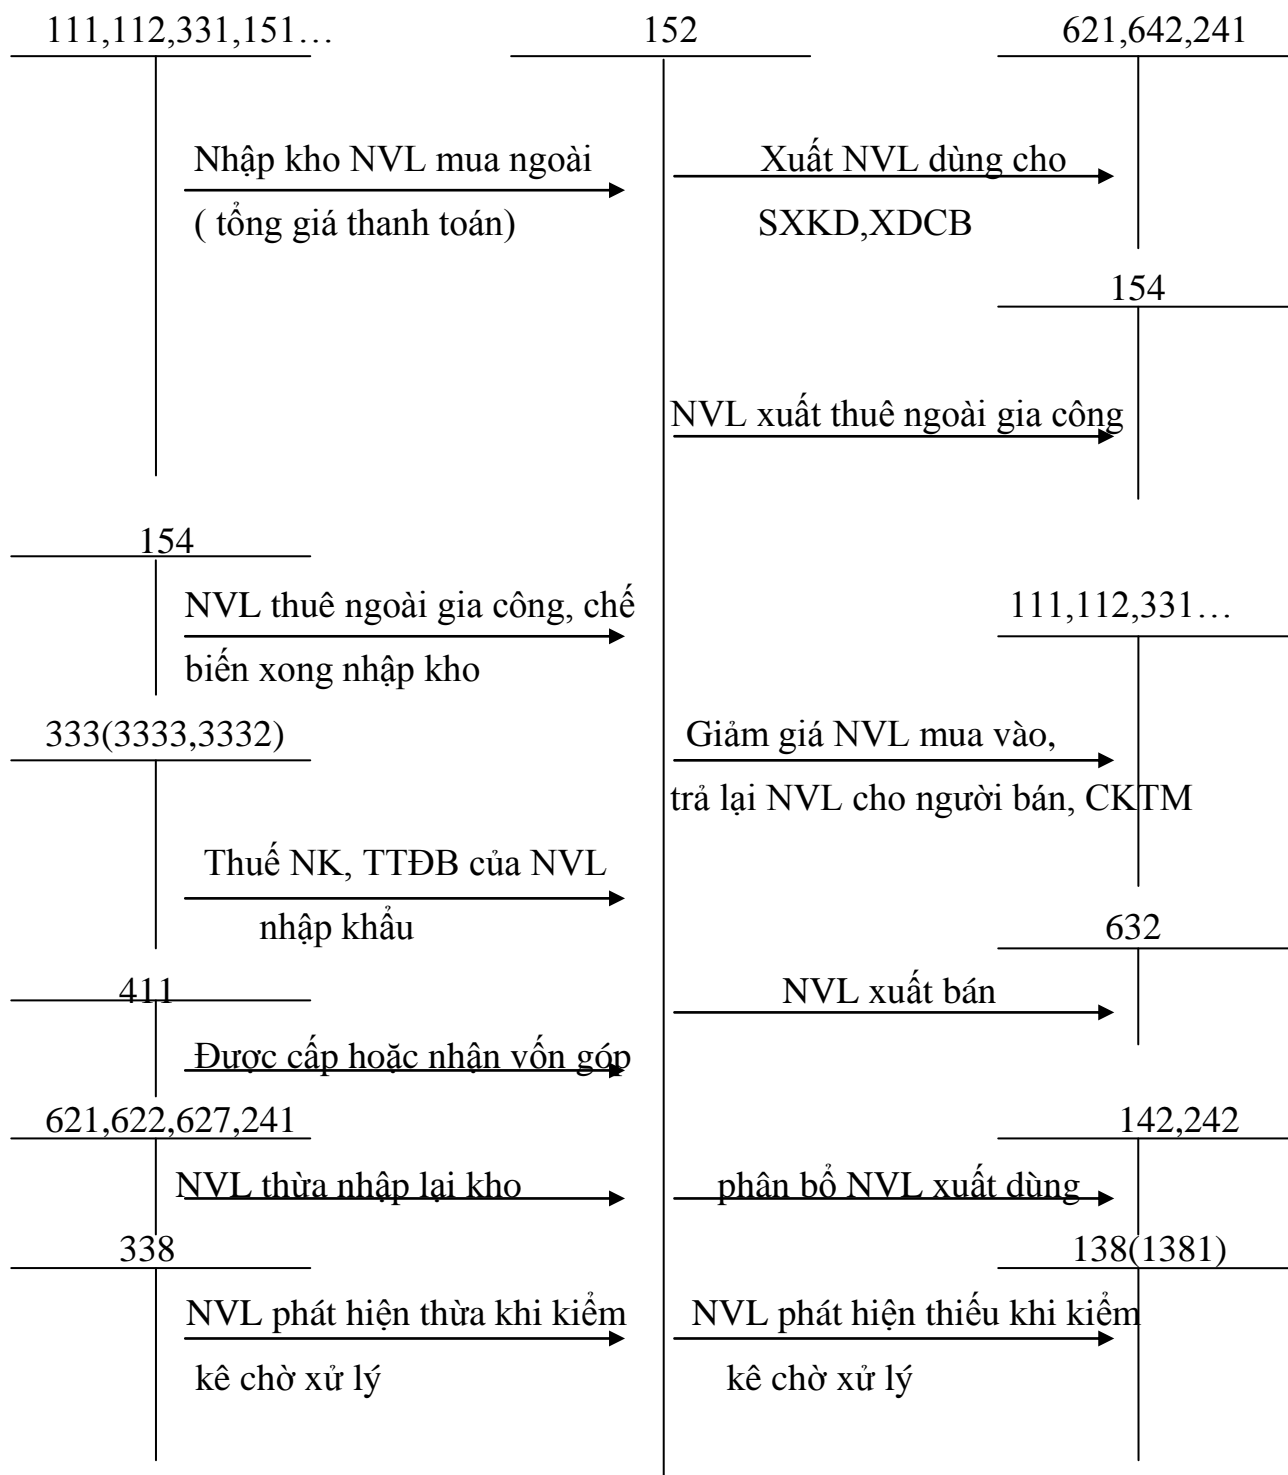 111,112,331,151…
152
621,642,241
Nhập kho NVL mua ngoài
( tổng giá thanh toán)
Xuất NVL dùng cho
SXKD,XDCB
154
NVL xuất thuê ngoài gia công
154
NVL thuê ngoài gia công, chế
biến xong nhập kho
111,112,331…
333(3333,3332)
Giảm giá NVL mua vào,
trả lại NVL cho người bán, CKTM
Thuế NK, TTĐB của NVL
nhập khẩu
632
411
NVL xuất bán
Được cấp hoặc nhận vốn góp
621,622,627,241
142,242
NVL thừa nhập lại kho
phân bổ NVL xuất dùng
338
138(1381)
NVL phát hiện thừa khi kiểm
kê chờ xử lý
NVL phát hiện thiếu khi kiểm
kê chờ xử lý